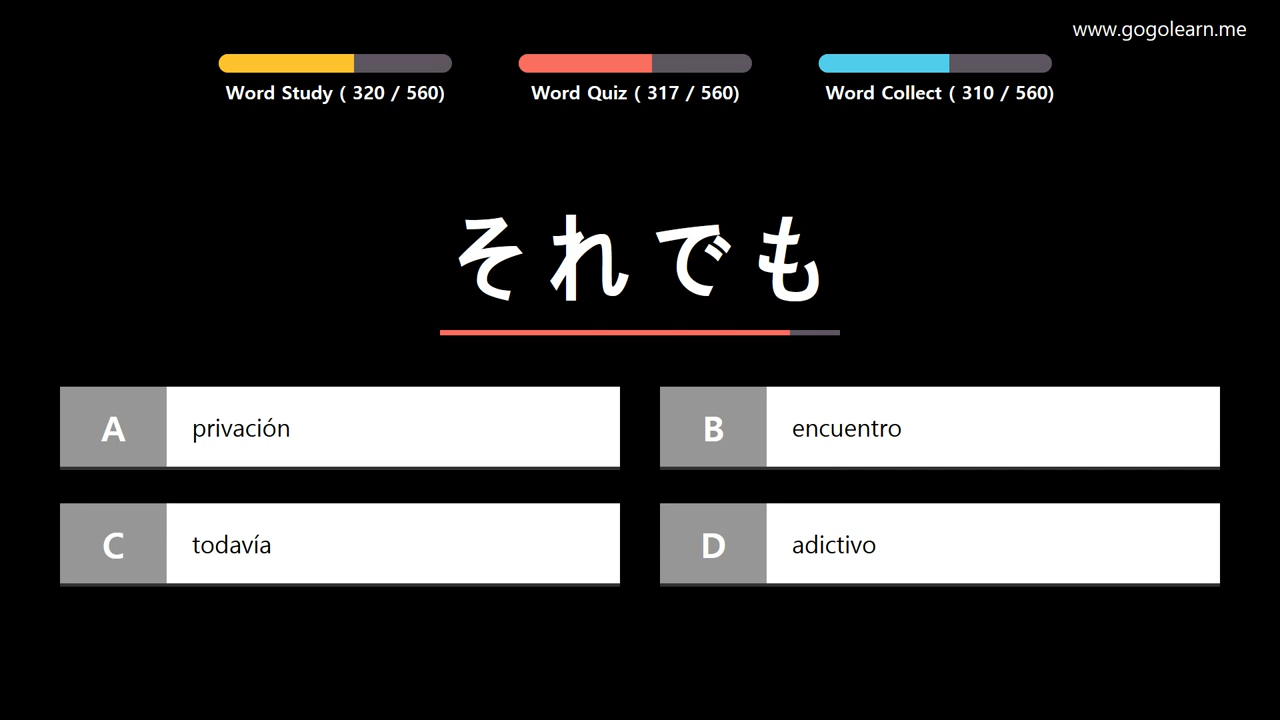 www.gogolearn.me
Word Study ( 320 / 560)
Word Quiz ( 317 / 560)
Word Collect ( 310 / 560)
それでも
A privación
B encuentro
C todavía
D adictivo